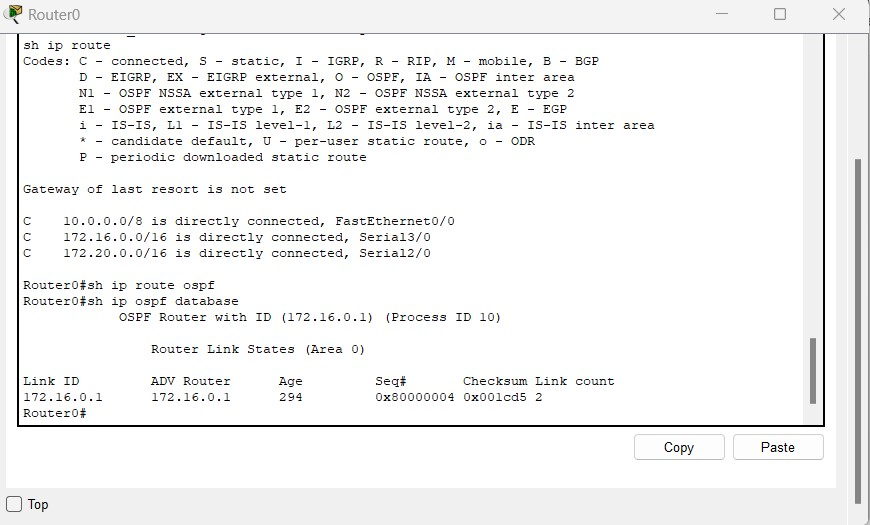 Router0
sh ip route
Codes: C - connected, S - static, I - IGRP, R - RIP, M - mobile, B - BGP
D - EIGRP, EX - EIGRP external, O - OSPF, IA - OSPF inter area
N1 - OSPF NSSA external type 1, N2 - OSPF NSSA external type 2
E1 - OSPF external type 1, E2 - OSPF external type 2, E - EGP
i - IS-IS, L1 - IS-IS level-1, L2 - IS-IS level-2, ia - IS-IS inter area
* - candidate default, U - per-user static route, o - ODR
P - periodic downloaded static route
Gateway of last resort is not set
C 10.0.0.0/8 is directly connected, FastEthernet0/0
C 172.16.0.0/16 is directly connected, Serial3/0
C 172.20.0.0/16 is directly connected, Serial2/0
Router0#sh ip route ospf
Router0#sh ip ospf database
OSPF Router with ID (172.16.0.1) (Process ID 10)
Router Link States (Area 0)
Link ID ADV Router Age Seq# Checksum Link count
172.16.0.1 172.16.0.1 294 0x80000004 0x001cd5 2
Router0#
Copy Paste
Top